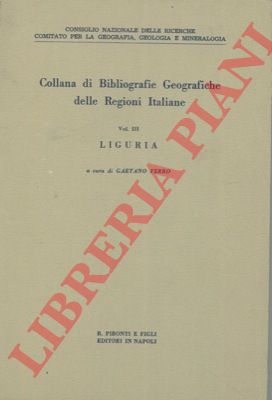 CONSIGLIO NAZIONALE DELLE RICERCHE
COMITATO PER LA GEOGRAFIA, GEOLOGIA E MINERALOGIA
Collana di Bibliografie Geografiche
delle Regioni Italiane
Vol. III
LIGURIA
a cura di GAETANO FERRO
R. PIRONTI E FIGLI
EDITORI IN NAPOLI
LIBRERIA PIANI